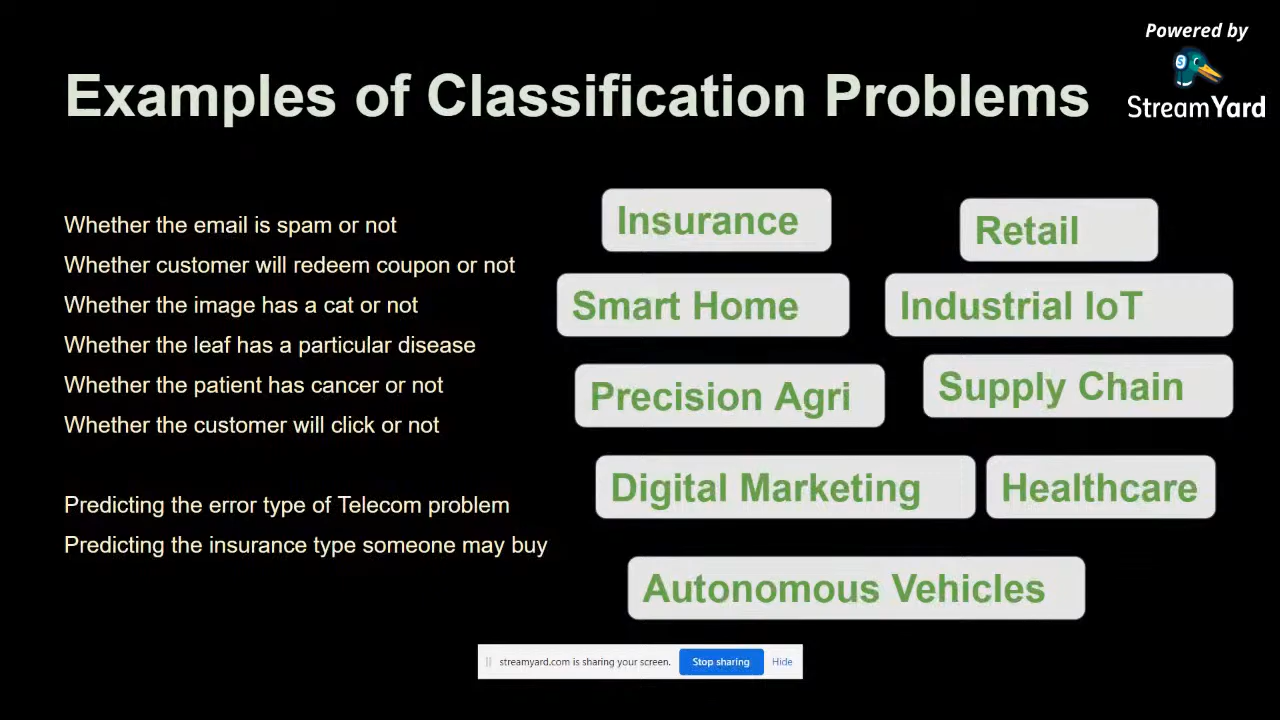 Powered by
StreamYard
Examples of Classification Problems
Whether the email is spam or not
Whether customer will redeem coupon or not
Whether the image has a cat or not
Whether the leaf has a particular disease
Whether the patient has cancer or not
Whether the customer will click or not
Predicting the error type of Telecom problem
Predicting the insurance type someone may buy
Insurance
Retail
Smart Home
Industrial IoT
Precision Agri
Supply Chain
Digital Marketing
Healthcare
Autonomous Vehicles
streamyard.com is sharing your screen. Stop sharing Hide